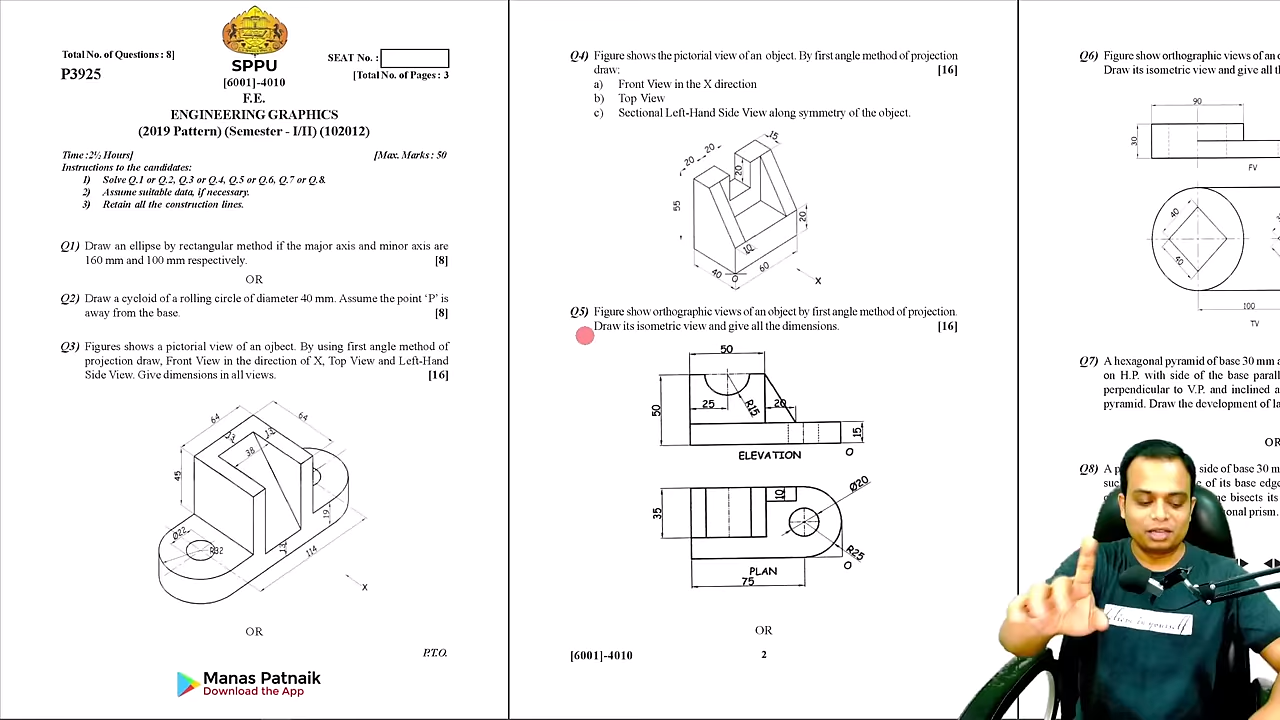 Total No. of Questions : 8]
SEAT No. :
P3925
SPPU
[Total No. of Pages : 3
[6001]-4010
F.E.
ENGINEERING GRAPHICS
(2019 Pattern) (Semester - I/II) (102012)
Time :2½ Hours]
[Max. Marks : 50
Instructions to the candidates:
1) Solve Q.1 or Q.2, Q.3 or Q.4, Q.5 or Q.6, Q.7 or Q.8.
2) Assume suitable data, if necessary.
3) Retain all the construction lines.
Q1) Draw an ellipse by rectangular method if the major axis and minor axis are
160 mm and 100 mm respectively. [8]
OR
Q2) Draw a cycloid of a rolling circle of diameter 40 mm. Assume the point ‘P’ is
away from the base. [8]
Q3) Figures shows a pictorial view of an ojbect. By using first angle method of
projection draw, Front View in the direction of X, Top View and Left-Hand
Side View. Give dimensions in all views. [16]
64
64
13
13
38
45
Ø22
R32
19
13
114
X
OR
P.T.O.
Manas Patnaik
Download the App
Q4) Figure shows the pictorial view of an object. By first angle method of projection
draw: [16]
a) Front View in the X direction
b) Top View
c) Sectional Left-Hand Side View along symmetry of the object.
15
20
20
20
55
20
10
40
O
60
X
Q5) Figure show orthographic views of an object by first angle method of projection.
Draw its isometric view and give all the dimensions. [16]
50
50
25
R15
20
15
ELEVATION
O
35
10
Ø20
R25
O
PLAN
75
OR
[6001]-4010
2
Q6) Figure show orthographic views of an
Draw its isometric view and give all
90
30
FV
40
40
100
TV
Q7) A hexagonal pyramid of base 30 mm
on H.P. with side of the base
perpendicular to V.P. and inclined
pyramid. Draw the development of
OR
Q8) A
side of base 30
of its base
bisects its
prism.